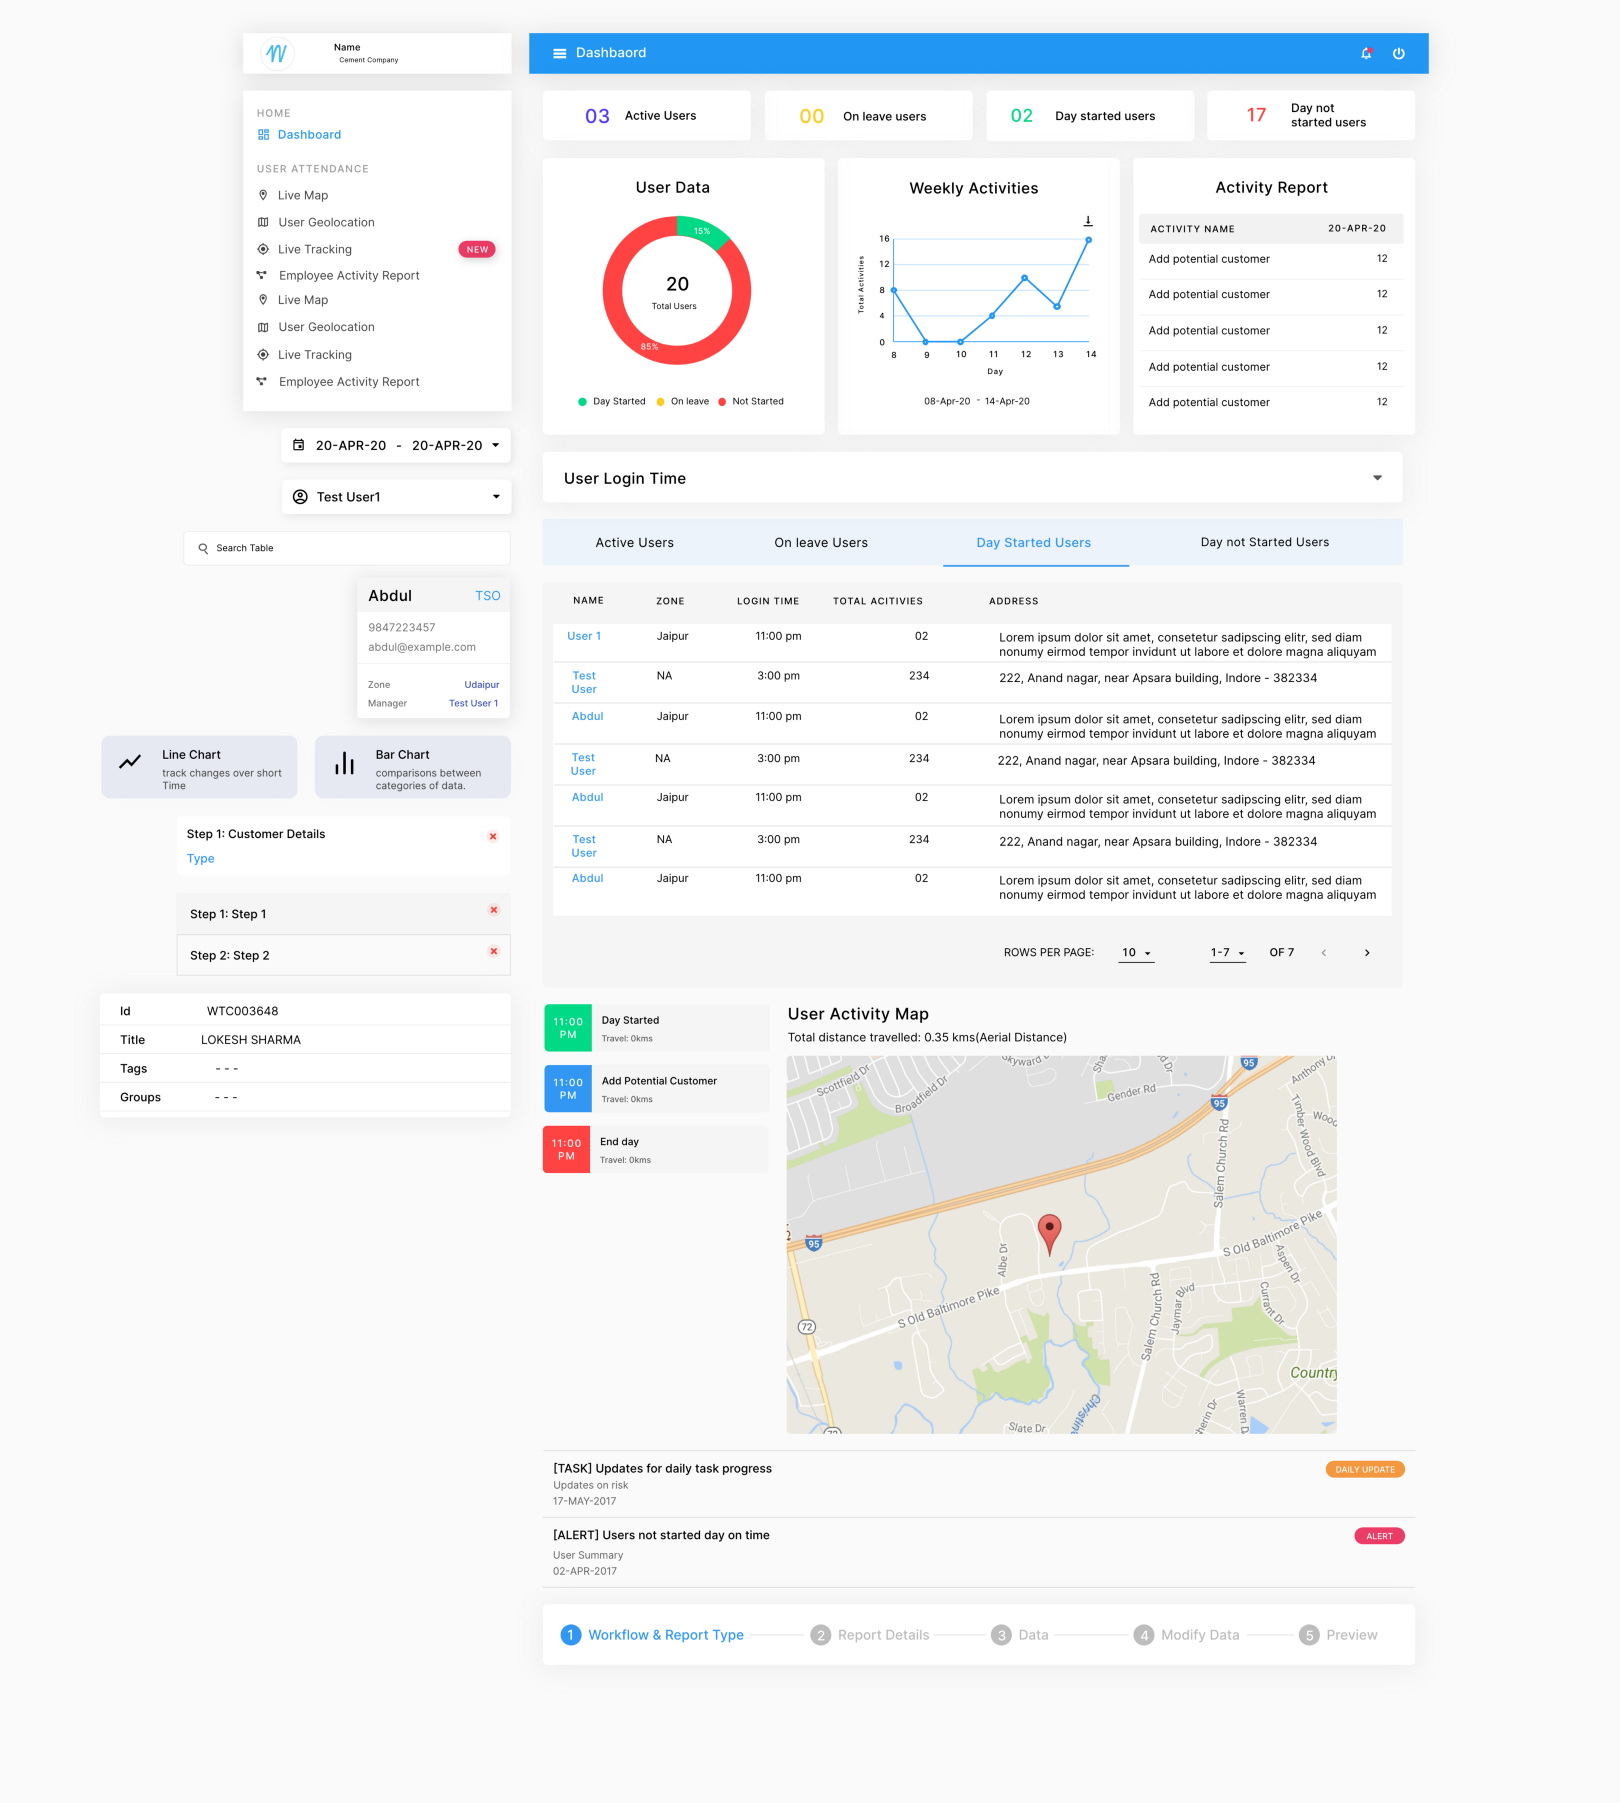 Name
Cement Company
HOME
Dashboard
USER ATTENDANCE
Live Map
User Geolocation
Live Tracking
NEW
Employee Activity Report
Live Map
User Geolocation
Live Tracking
Employee Activity Report
20-APR-20 - 20-APR-20
Test User1
Search Table
Abdul TSO
9847223457
abdul@example.com
Zone Udaipur
Manager Test User 1
Line Chart
track changes over short
Time
Bar Chart
comparisons between
categories of data.
Step 1: Customer Details
Type
Step 1: Step 1
Step 2: Step 2
Id WTC003648
Title LOKESH SHARMA
Tags - - -
Groups - - -
Dashbaord
03 Active Users
00 On leave users
02 Day started users
17 Day not
started users
User Data
15%
20
Total Users
85%
Day Started On leave Not Started
Weekly Activities
Total Activities
16
12
8
4
0
8 9 10 11 12 13 14
Day
08-Apr-20 - 14-Apr-20
Activity Report
ACTIVITY NAME 20-APR-20
Add potential customer 12
Add potential customer 12
Add potential customer 12
Add potential customer 12
Add potential customer 12
User Login Time
Active Users On leave Users Day Started Users Day not Started Users
NAME ZONE LOGIN TIME TOTAL ACITIVIES ADDRESS
User 1 Jaipur 11:00 pm 02 Lorem ipsum dolor sit amet, consetetur sadipscing elitr, sed diam
nonumy eirmod tempor invidunt ut labore et dolore magna aliquyam
Test
User NA 3:00 pm 234 222, Anand nagar, near Apsara building, Indore - 382334
Abdul Jaipur 11:00 pm 02 Lorem ipsum dolor sit amet, consetetur sadipscing elitr, sed diam
nonumy eirmod tempor invidunt ut labore et dolore magna aliquyam
Test
User NA 3:00 pm 234 222, Anand nagar, near Apsara building, Indore - 382334
Abdul Jaipur 11:00 pm 02 Lorem ipsum dolor sit amet, consetetur sadipscing elitr, sed diam
nonumy eirmod tempor invidunt ut labore et dolore magna aliquyam
Test
User NA 3:00 pm 234 222, Anand nagar, near Apsara building, Indore - 382334
Abdul Jaipur 11:00 pm 02 Lorem ipsum dolor sit amet, consetetur sadipscing elitr, sed diam
nonumy eirmod tempor invidunt ut labore et dolore magna aliquyam
ROWS PER PAGE: 10 1-7 OF 7
11:00
PM
Day Started
Travel: 0kms
11:00
PM
Add Potential Customer
Travel: 0kms
11:00
PM
End day
Travel: 0kms
User Activity Map
Total distance travelled: 0.35 kms(Aerial Distance)
Scottfield Dr
Broadfield Dr
Gender Rd
95
Anthony Dr
95
Timber Wood Blvd
Salem Church Rd
95
Albe Dr
S Old Baltimore Pike
Aspen Dr
S Old Baltimore Pike
72
Salem Church Rd
Jaymar Blvd
Currant Dr
Country
Slate Dr
72
[TASK] Updates for daily task progress
DAILY UPDATE
Updates on risk
17-MAY-2017
[ALERT] Users not started day on time
ALERT
User Summary
02-APR-2017
1 Workflow & Report Type 2 Report Details 3 Data 4 Modify Data 5 Preview